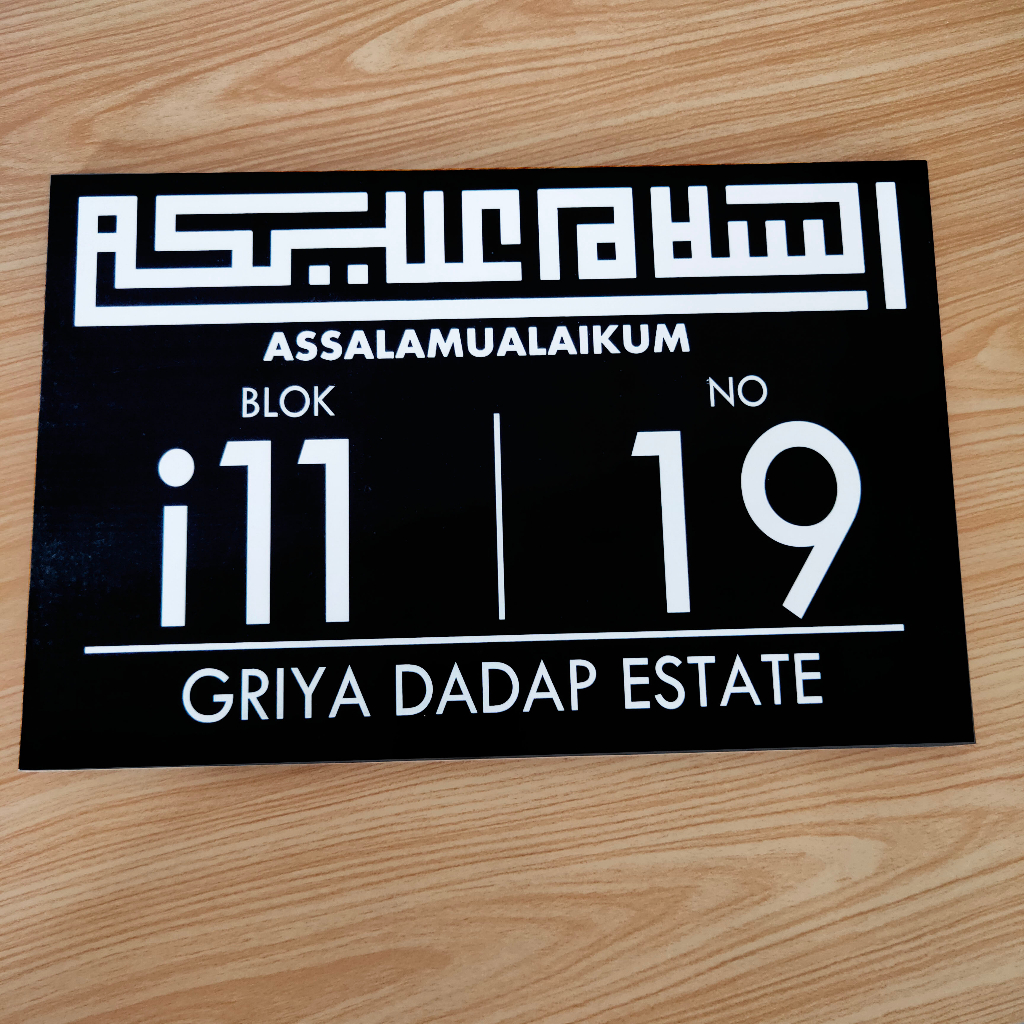 السلام عليكم
ASSALAMUALAIKUM
BLOK NO
i11 19
GRIYA DADAP ESTATE